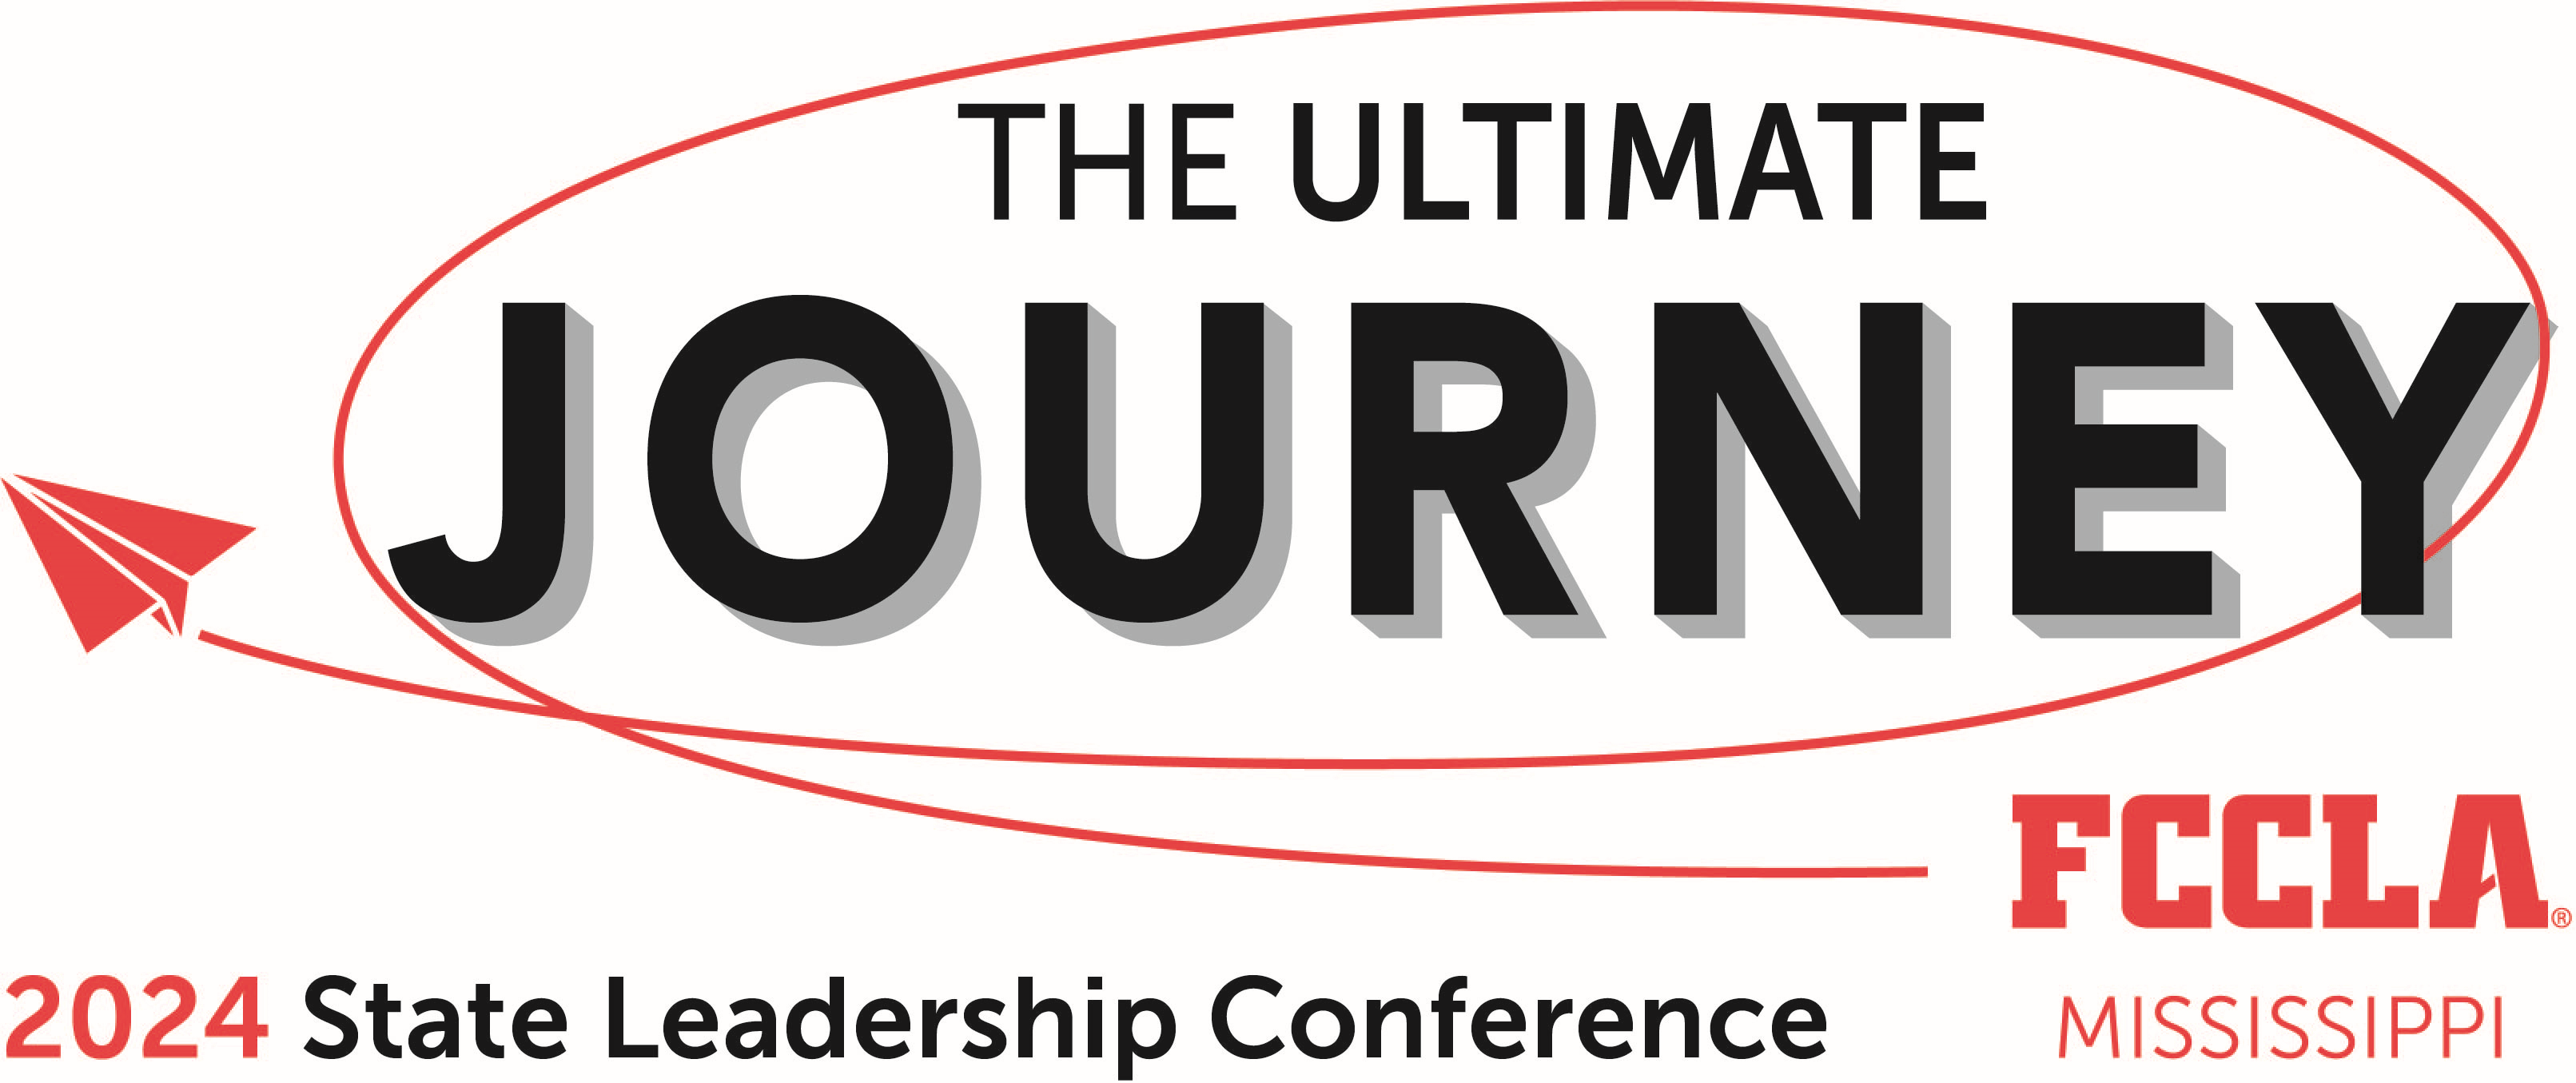 THE ULTIMATE
JOURNEY
FCCLA®
2024 State Leadership Conference
MISSISSIPPI